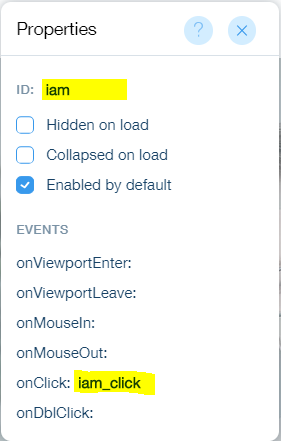 Properties
?
ID: iam
Hidden on load
Collapsed on load
Enabled by default
EVENTS
onViewportEnter:
onViewportLeave:
onMouseIn:
onMouseOut:
onClick: iam_click
onDblClick: